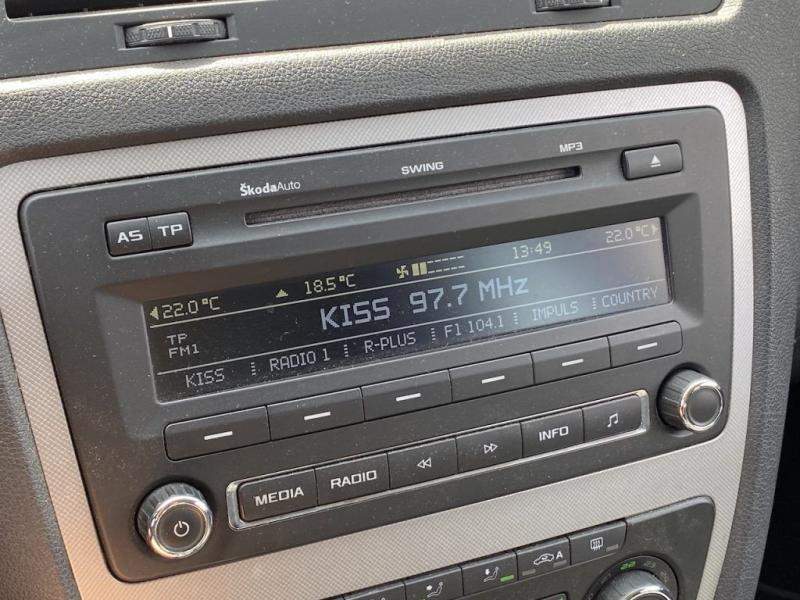 ŠkodaAuto SWING MP3
AS TP
22.0°C 18.5°C 13:49 22.0°C
TP KISS 97.7 MHz
FM1
KISS RADIO 1 R-PLUS F1 104.1 IMPULS COUNTRY
MEDIA RADIO INFO
A
22